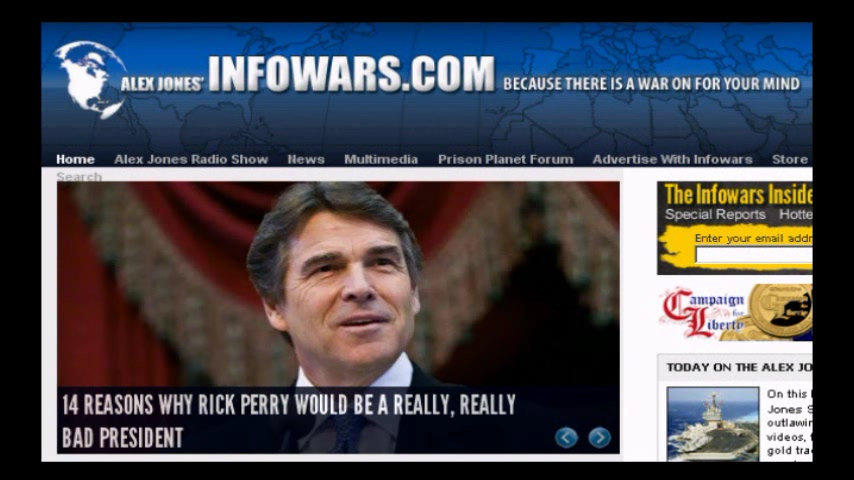 ALEX JONES' INFOWARS.COM BECAUSE THERE IS A WAR ON FOR YOUR MIND
Home Alex Jones Radio Show News Multimedia Prison Planet Forum Advertise With Infowars Store
Search
14 REASONS WHY RICK PERRY WOULD BE A REALLY, REALLY
BAD PRESIDENT
The Infowars Inside
Special Reports Hotte
Enter your email addr
Campaign
for
Liberty
TODAY ON THE ALEX JO
On this
Jones S
outlawin
videos,
gold tra